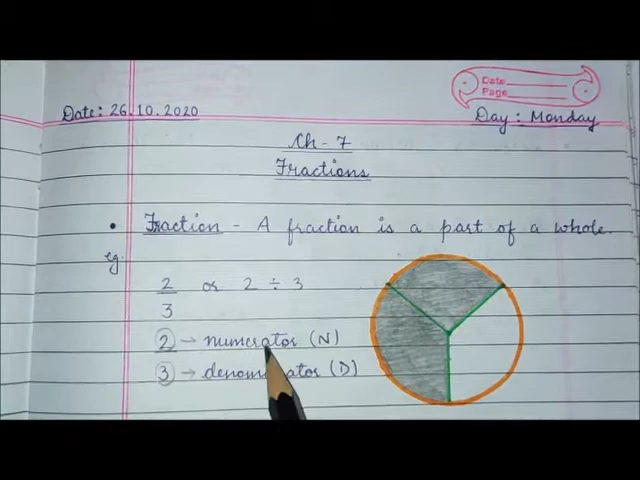 Date
Page
Date: 26.10.2020 Day: Monday
Ch - 7
Fractions
• Fraction - A fraction is a part of a whole.
eg.
2/3 or 2 ÷ 3
2 → numerator (N)
3 → denominator (D)